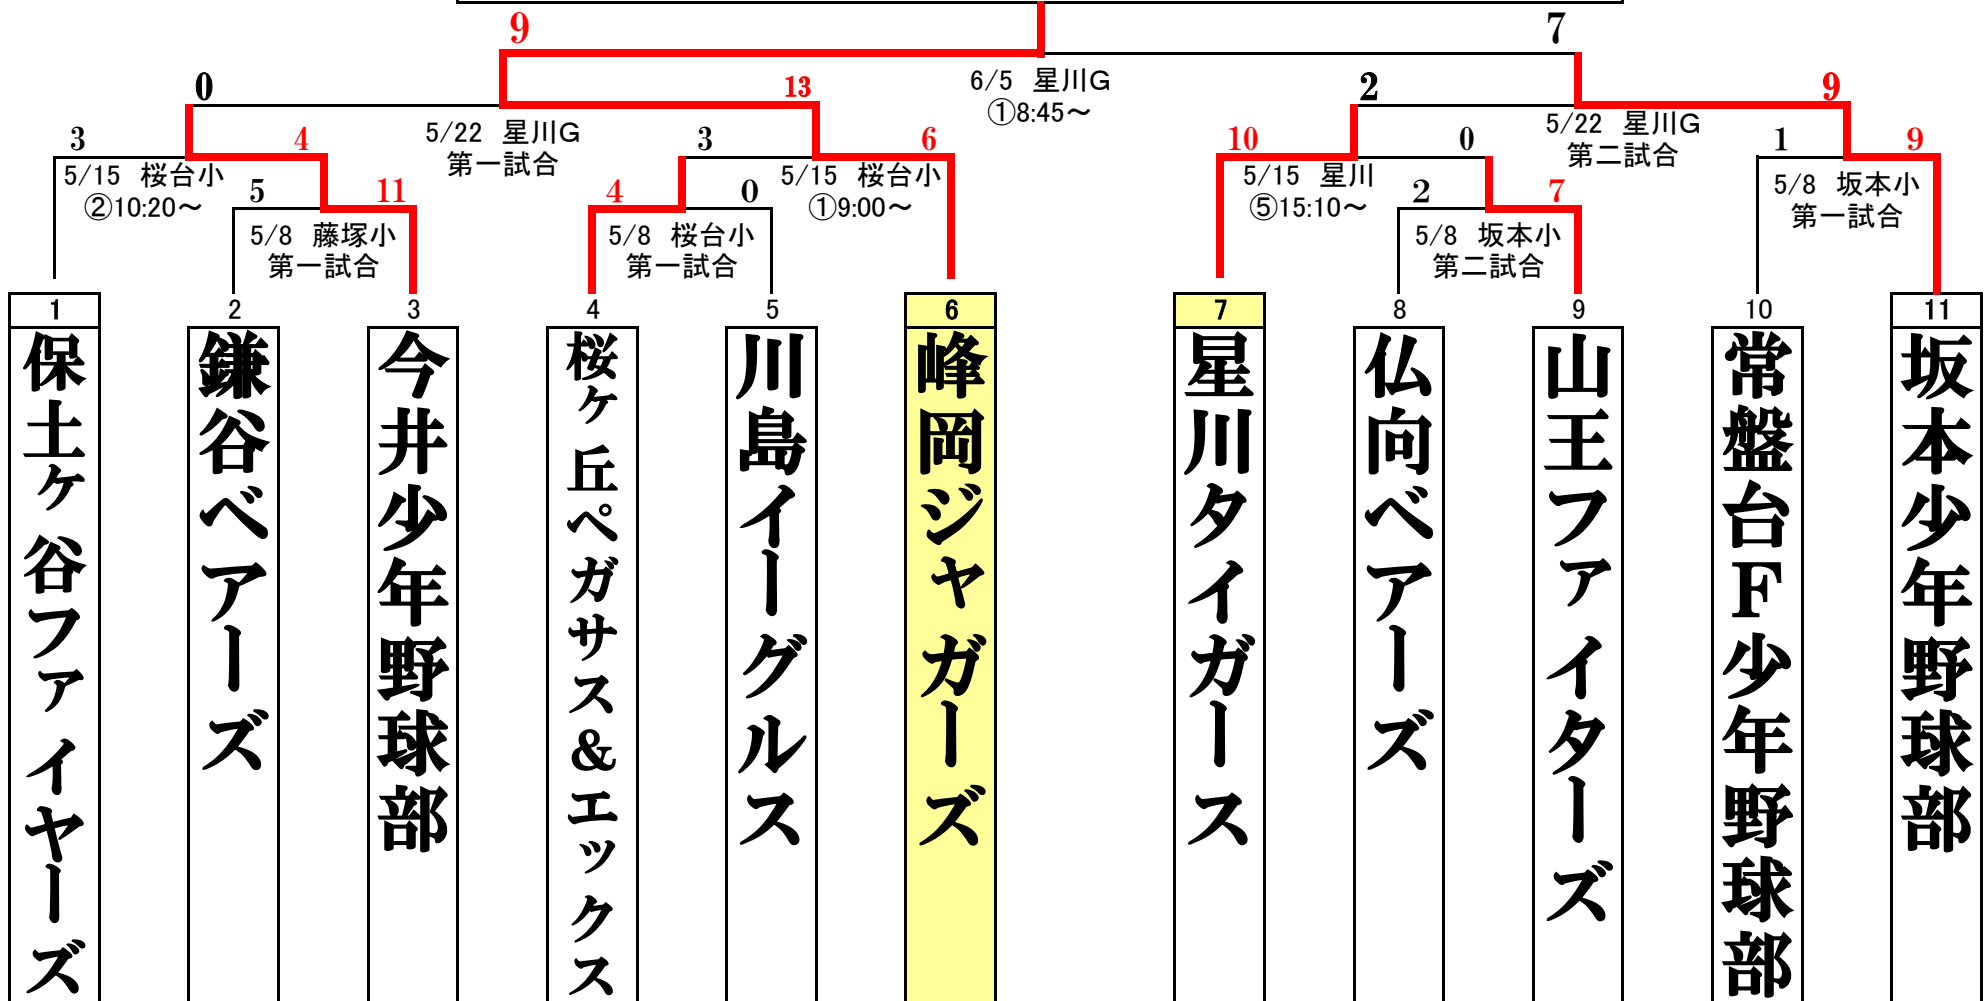 9
7
6/5 星川G
①8:45～
0
13
2
9
5/22 星川G
第一試合
5/22 星川G
第二試合
3
4
3
6
10
0
1
9
5/15 桜台小
②10:20～
5/15 桜台小
①9:00～
5/15 星川
⑤15:10～
5/8 坂本小
第一試合
5
11
4
0
2
7
5/8 藤塚小
第一試合
5/8 桜台小
第一試合
5/8 坂本小
第二試合
1
保土ヶ谷ファイヤーズ
2
鎌谷ベアーズ
3
今井少年野球部
4
桜ヶ丘ペガサス&エックス
5
川島イーグルス
6
峰岡ジャガーズ
7
星川タイガース
8
仏向ベアーズ
9
山王ファイターズ
10
常盤台F少年野球部
11
坂本少年野球部